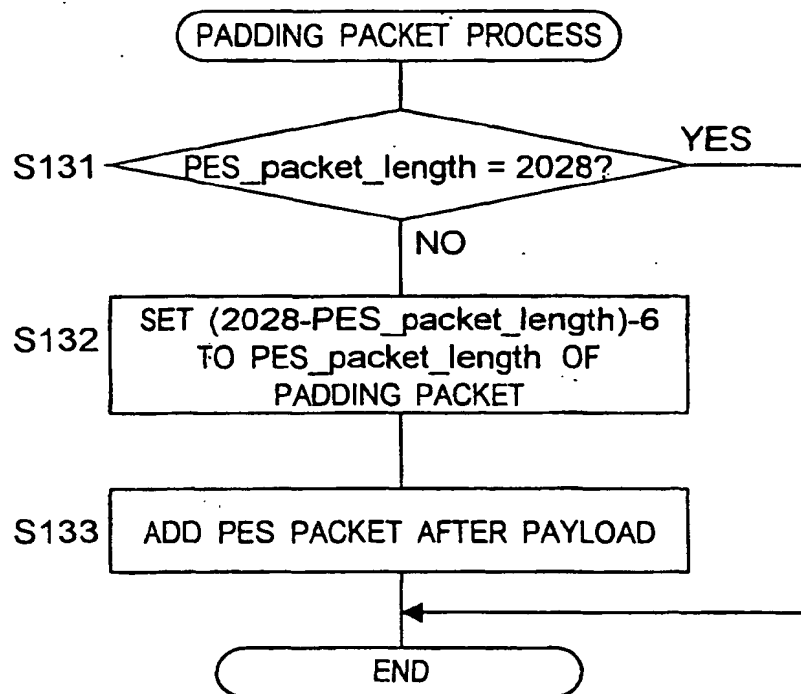 PADDING PACKET PROCESS
YES
S131
PES_packet_length = 2028?
NO
S132
SET (2028-PES_packet_length)-6
TO PES_packet_length OF
PADDING PACKET
S133
ADD PES PACKET AFTER PAYLOAD
END